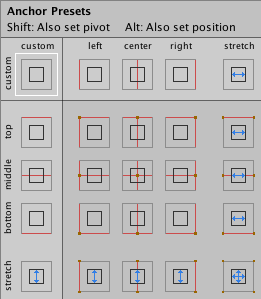 Anchor Presets
Shift: Also set pivot Alt: Also set position
custom left center right stretch
custom
top
middle
bottom
stretch